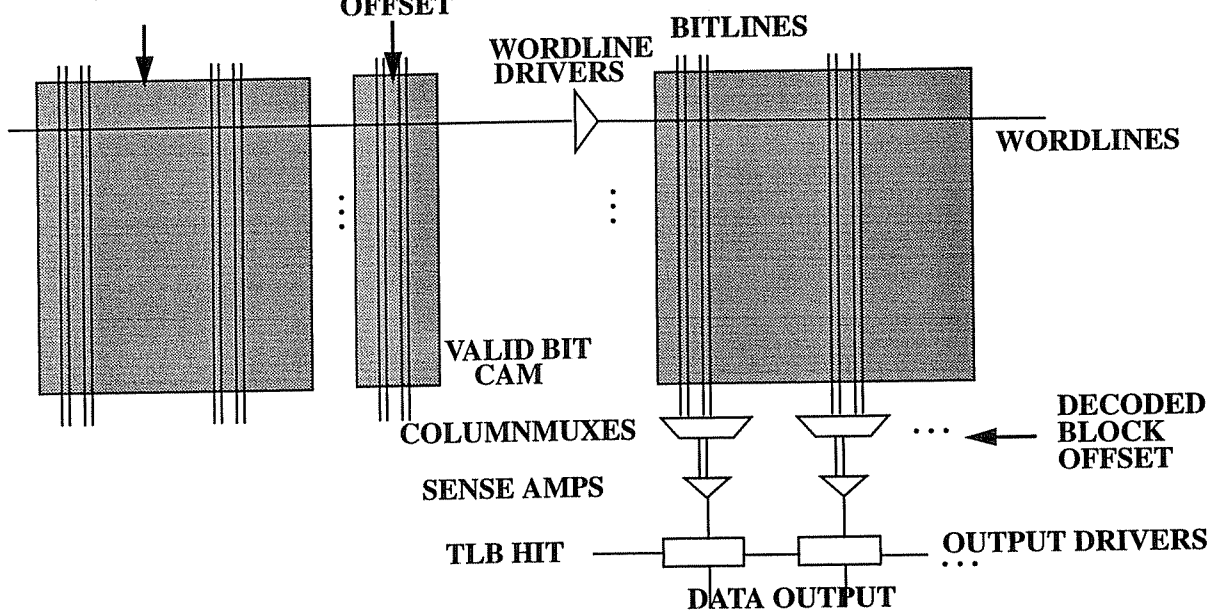 OFFSET
WORDLINE
DRIVERS
BITLINES
WORDLINES
VALID BIT
CAM
COLUMNMUXES
DECODED
BLOCK
OFFSET
SENSE AMPS
TLB HIT
OUTPUT DRIVERS
DATA OUTPUT